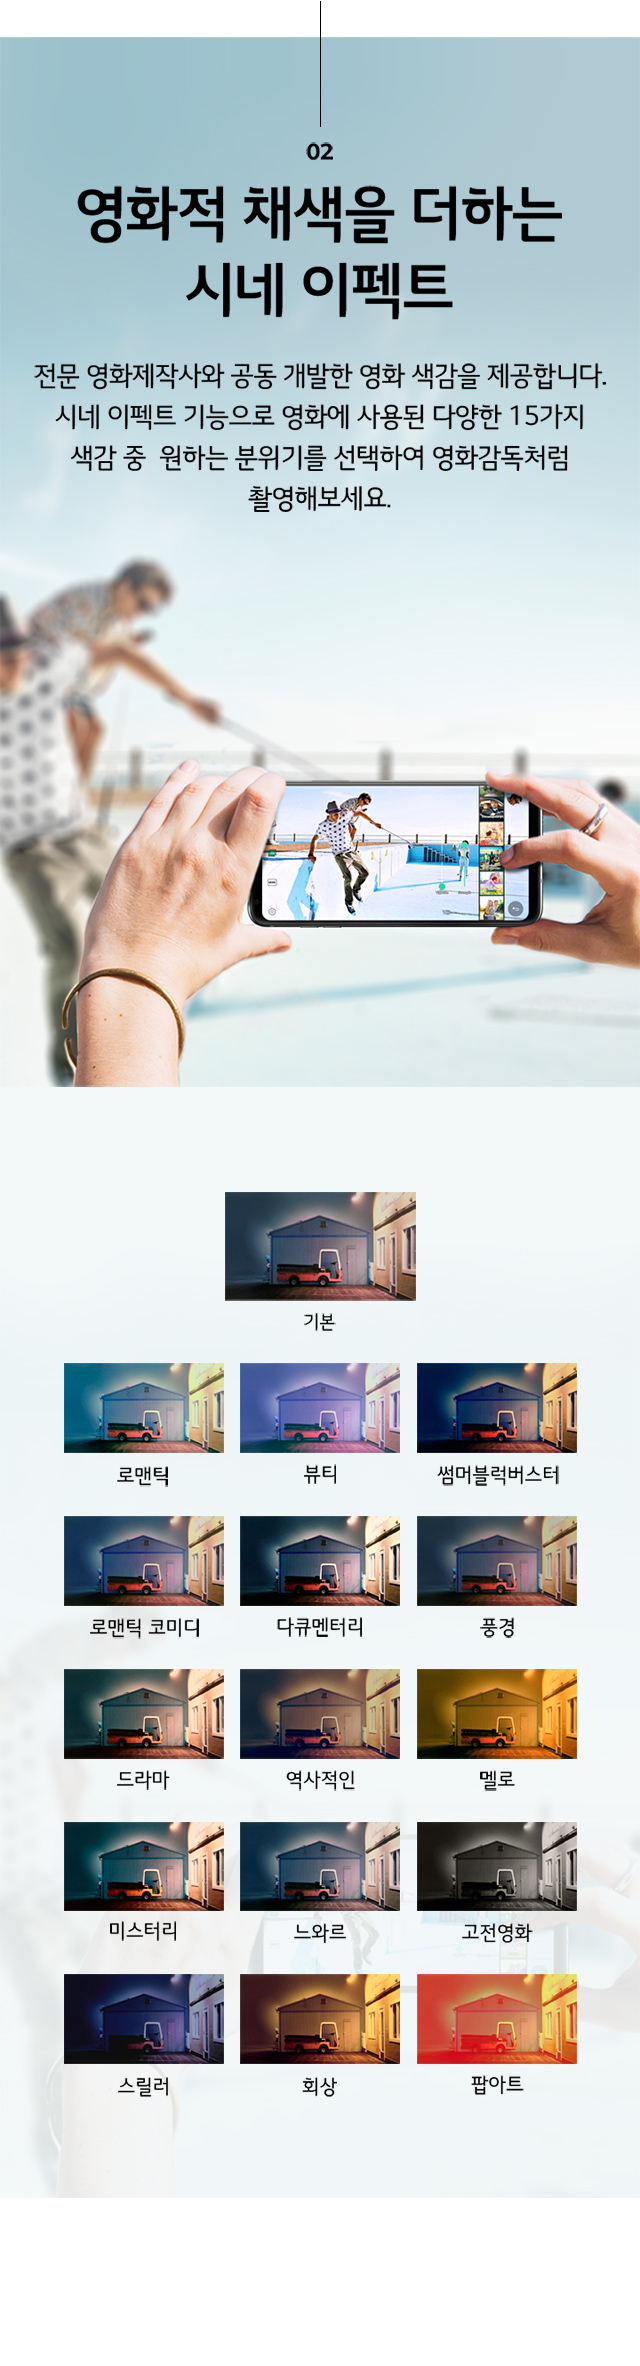 02
영화적 채색을 더하는
시네 이펙트
전문 영화제작사와 공동 개발한 영화 색감을 제공합니다.
시네 이펙트 기능으로 영화에 사용된 다양한 15가지
색감 중 원하는 분위기를 선택하여 영화감독처럼
촬영해보세요.
기본
로맨틱 뷰티 썸머블럭버스터
로맨틱 코미디 다큐멘터리 풍경
드라마 역사적인 멜로
미스터리 느와르 고전영화
스릴러 회상 팝아트